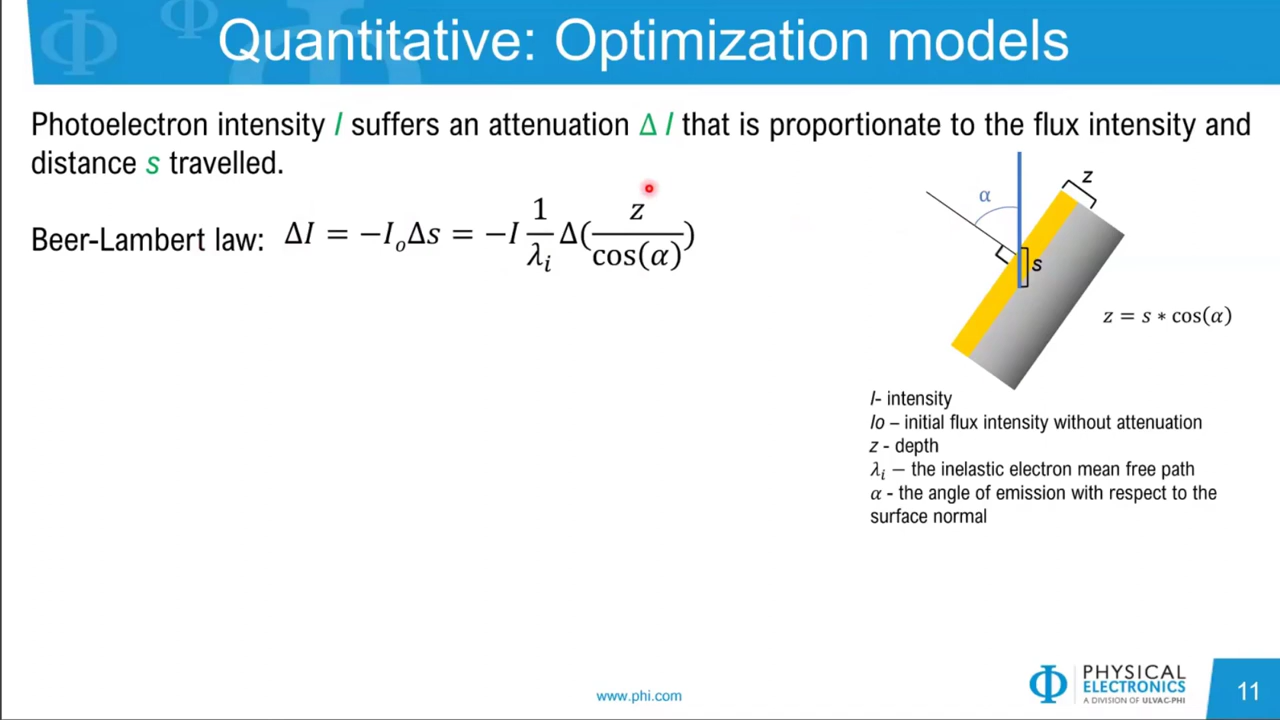 Quantitative: Optimization models
Photoelectron intensity I suffers an attenuation Δ I that is proportionate to the flux intensity and
distance s travelled.
Beer-Lambert law: ΔI = −I₀Δs = −I 1/λᵢ Δ(z/cos(α))
z
α
s
z = s ∗ cos(α)
I- intensity
Io – initial flux intensity without attenuation
z - depth
λᵢ – the inelastic electron mean free path
α - the angle of emission with respect to the
surface normal
www.phi.com
PHYSICAL
ELECTRONICS
A DIVISION OF ULVAC-PHI
11